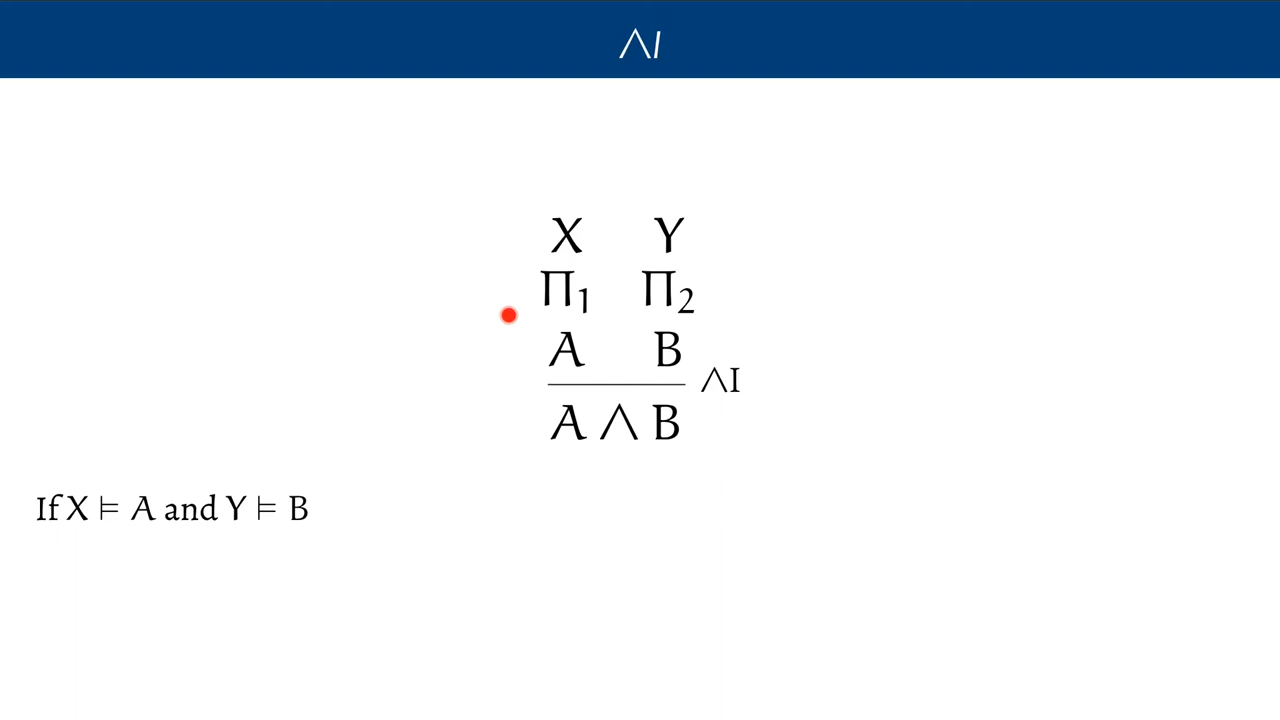 ∧I
X Y
Π₁ Π₂
A B
∧I
A ∧ B
If X ⊨ A and Y ⊨ B